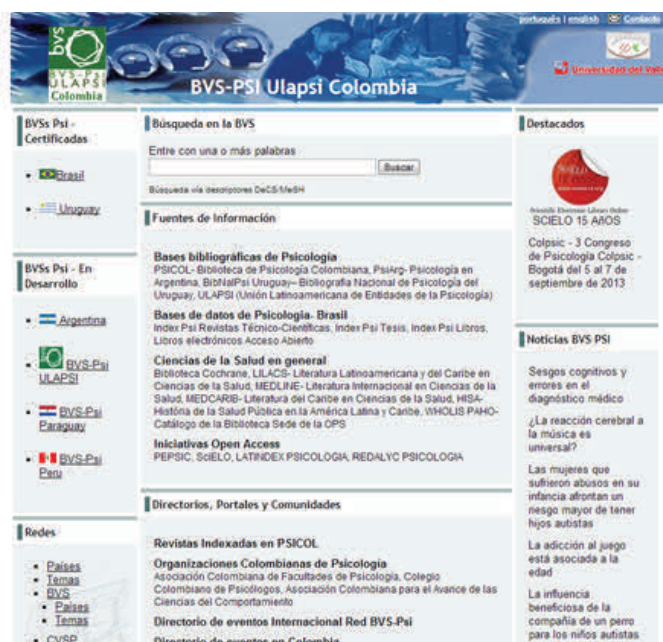 português | english Contacto
bvs
BVS-PSI
ULAPSI
Colombia
BVS-PSI Ulapsi Colombia
Universidad del Valle
BVSs Psi -
Certificadas
Brasil
Uruguay
BVSs Psi - En
Desarrollo
Argentina
BVS-Psi
ULAPSI
BVS-Psi
Paraguay
BVS-Psi
Peru
Redes
Países
Temas
BVS
Países
Temas
CVSP
Búsqueda en la BVS
Entre con una o más palabras
Buscar
Búsqueda vía descriptores DeCS/MeSH
Fuentes de Información
Bases bibliográficas de Psicología
PSICOL- Biblioteca de Psicología Colombiana, PsiArg- Psicología en
Argentina, BibNalPsi Uruguay– Bibliografía Nacional de Psicología del
Uruguay, ULAPSI (Unión Latinoamericana de Entidades de la Psicología)
Bases de datos de Psicología- Brasil
Index Psi Revistas Técnico-Científicas, Index Psi Tesis, Index Psi Libros,
Libros electrónicos Acceso Abierto
Ciencias de la Salud en general
Biblioteca Cochrane, LILACS- Literatura Latinoamericana y del Caribe en
Ciencias de la Salud, MEDLINE- Literatura Internacional en Ciencias de la
Salud, MEDCARIB- Literatura del Caribe en Ciencias de la Salud, HISA-
História de la Salud Pública en la América Latina y Caribe, WHOLIS PAHO-
Catálogo de la Biblioteca Sede de la OPS
Iniciativas Open Access
PEPSIC, SciELO, LATINDEX PSICOLOGIA, REDALYC PSICOLOGIA
Directorios, Portales y Comunidades
Revistas Indexadas en PSICOL
Organizaciones Colombianas de Psicología
Asociación Colombiana de Facultades de Psicología, Colegio
Colombiano de Psicólogos, Asociación Colombiana para el Avance de las
Ciencias del Comportamiento
Directorio de eventos Internacional Red BVS-Psi
Directorio de eventos en Colombia
Destacados
Scientific Electronic Library Online
SCIELO 15 AñOS
Colpsic - 3 Congreso
de Psicología Colpsic -
Bogotá del 5 al 7 de
septiembre de 2013
Noticias BVS PSI
Sesgos cognitivos y
errores en el
diagnóstico médico
¿La reacción cerebral a
la música es
universal?
Las mujeres que
sufrieron abusos en su
infancia afrontan un
riesgo mayor de tener
hijos autistas
La adicción al juego
está asociada a la
edad
La influencia
beneficiosa de la
compañía de un perro
para los niños autistas